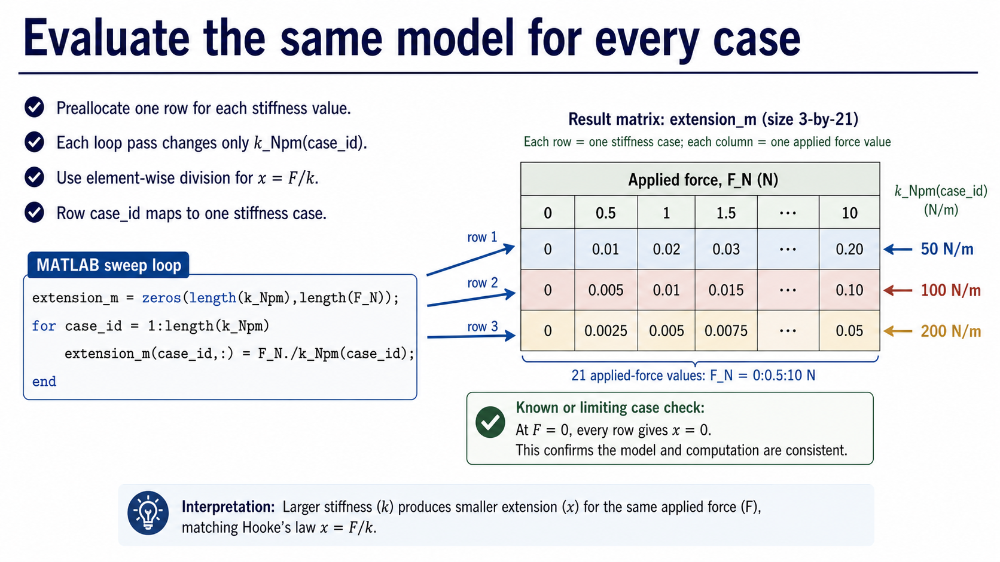 Evaluate the same model for every case
Preallocate one row for each stiffness value.
Each loop pass changes only k_Npm(case_id).
Use element-wise division for x = F/k.
Row case_id maps to one stiffness case.
MATLAB sweep loop
extension_m = zeros(length(k_Npm),length(F_N));
for case_id = 1:length(k_Npm)
extension_m(case_id,:) = F_N./k_Npm(case_id);
end
row 1
row 2
row 3
Result matrix: extension_m (size 3-by-21)
Each row = one stiffness case; each column = one applied force value
Applied force, F_N (N)
0 0.5 1 1.5 ... 10
0 0.01 0.02 0.03 ... 0.20
0 0.005 0.01 0.015 ... 0.10
0 0.0025 0.005 0.0075 ... 0.05
k_Npm(case_id)
(N/m)
50 N/m
100 N/m
200 N/m
21 applied-force values: F_N = 0:0.5:10 N
Known or limiting case check:
At F = 0, every row gives x = 0.
This confirms the model and computation are consistent.
Interpretation: Larger stiffness (k) produces smaller extension (x) for the same applied force (F),
matching Hooke's law x = F/k.